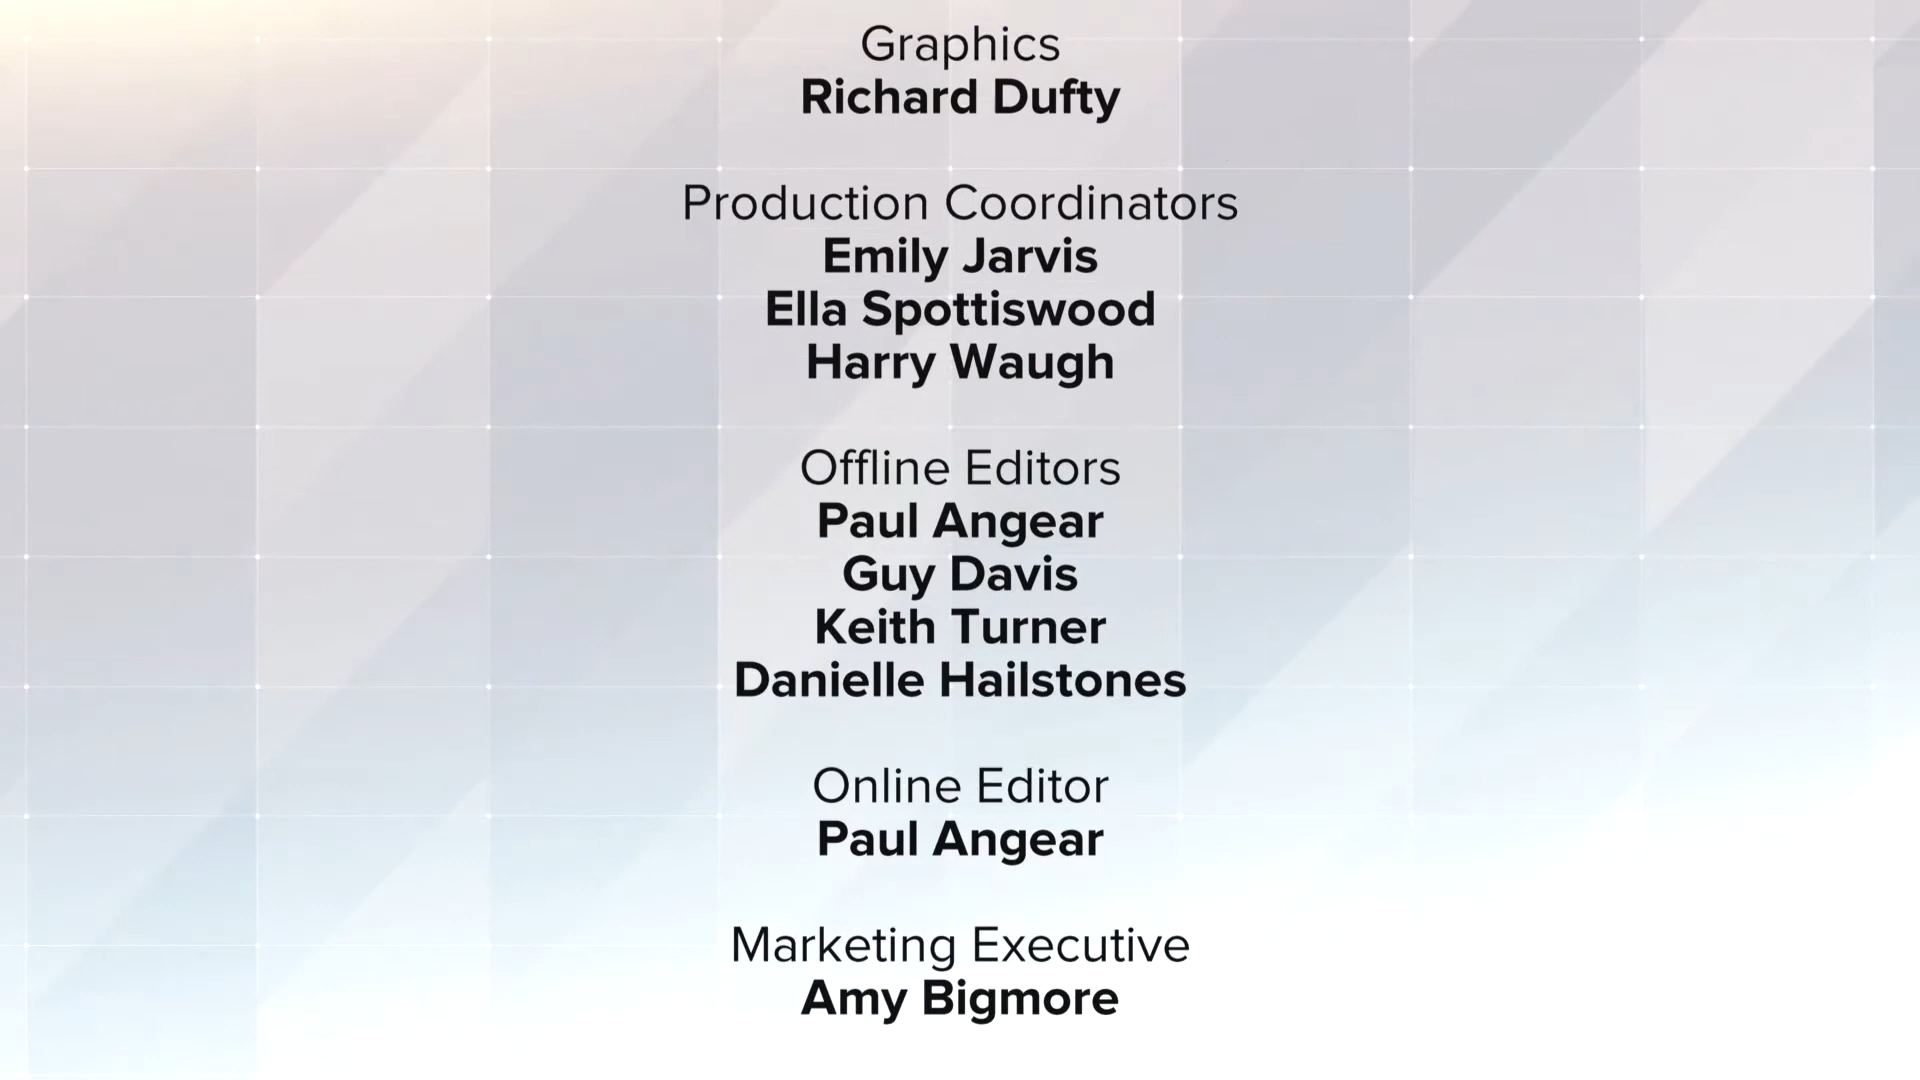 Graphics
Richard Dufty
Production Coordinators
Emily Jarvis
Ella Spottiswood
Harry Waugh
Offline Editors
Paul Angear
Guy Davis
Keith Turner
Danielle Hailstones
Online Editor
Paul Angear
Marketing Executive
Amy Bigmore